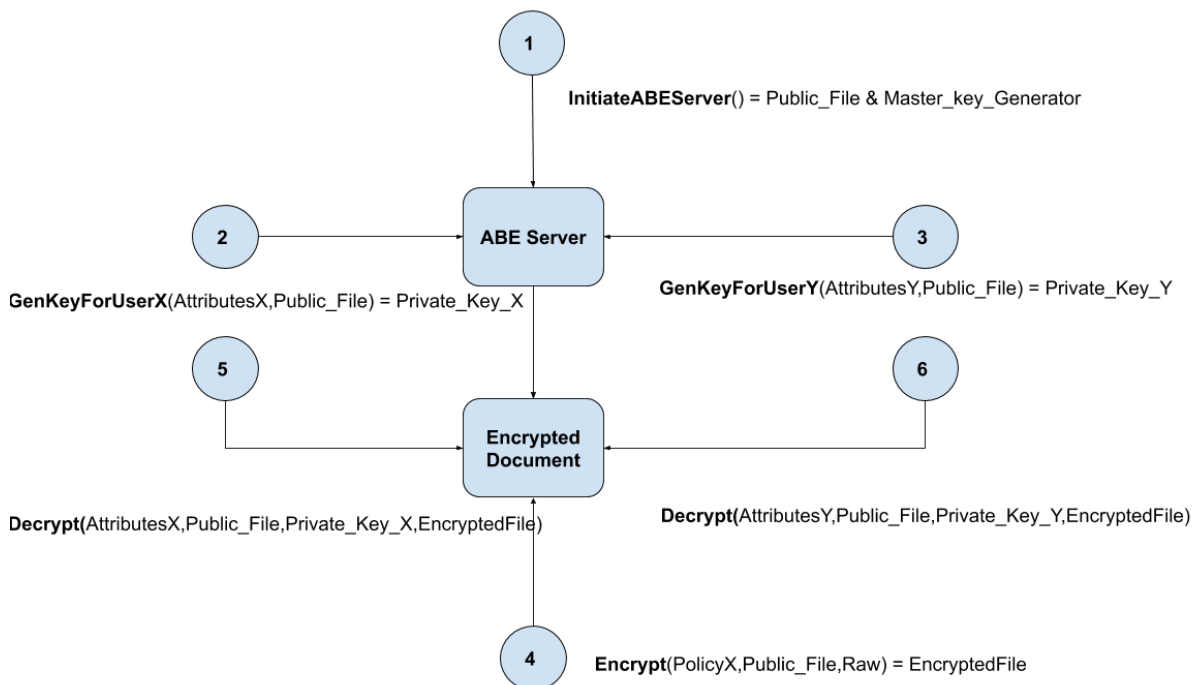 1
InitiateABEServer() = Public_File & Master_key_Generator
2
ABE Server
3
GenKeyForUserX(AttributesX,Public_File) = Private_Key_X
GenKeyForUserY(AttributesY,Public_File) = Private_Key_Y
5
6
Encrypted
Document
Decrypt(AttributesX,Public_File,Private_Key_X,EncryptedFile)
Decrypt(AttributesY,Public_File,Private_Key_Y,EncryptedFile)
4
Encrypt(PolicyX,Public_File,Raw) = EncryptedFile